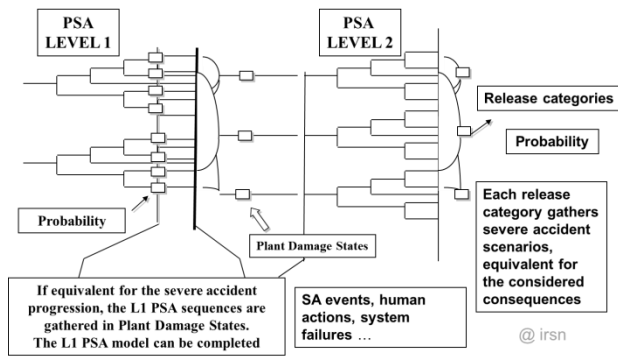 PSA
LEVEL 1
PSA
LEVEL 2
Release categories
Probability
Probability
Plant Damage States
Each release
category gathers
severe accident
scenarios,
equivalent for
the considered
consequences
If equivalent for the severe accident
progression, the L1 PSA sequences are
gathered in Plant Damage States.
The L1 PSA model can be completed
SA events, human
actions, system
failures ...
@ irsn